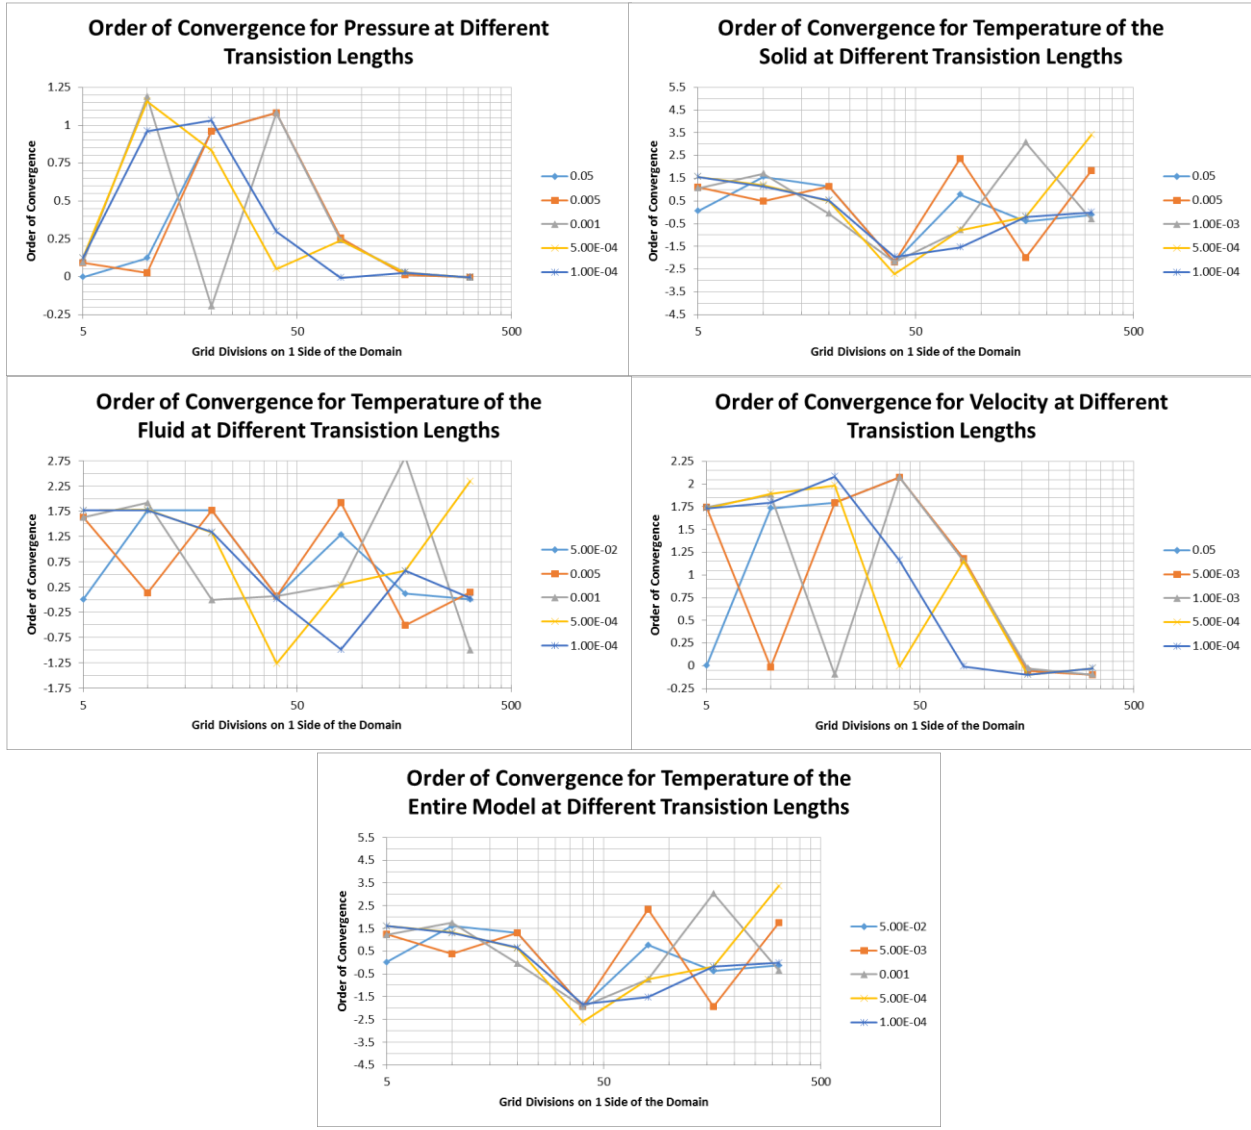 Order of Convergence for Pressure at Different
Transistion Lengths
Order of Convergence
1.25
1
0.75
0.5
0.25
0
-0.25
5
50
500
Grid Divisions on 1 Side of the Domain
0.05
0.005
0.001
5.00E-04
1.00E-04
Order of Convergence for Temperature of the
Solid at Different Transistion Lengths
Order of Convergence
5.5
4.5
3.5
2.5
1.5
0.5
-0.5
-1.5
-2.5
-3.5
-4.5
5
50
500
Grid Divisions on 1 Side of the Domain
0.05
0.005
1.00E-03
5.00E-04
1.00E-04
Order of Convergence for Temperature of the
Fluid at Different Transistion Lengths
Order of Convergence
2.75
2.25
1.75
1.25
0.75
0.25
-0.25
-0.75
-1.25
-1.75
5
50
500
Grid Divisions on 1 Side of the Domain
5.00E-02
0.005
0.001
5.00E-04
1.00E-04
Order of Convergence for Velocity at Different
Transistion Lengths
Order of Convergence
2.25
2
1.75
1.5
1.25
1
0.75
0.5
0.25
0
-0.25
5
50
500
Grid Divisions on 1 Side of the Domain
0.05
5.00E-03
1.00E-03
5.00E-04
1.00E-04
Order of Convergence for Temperature of the
Entire Model at Different Transistion Lengths
Order of Convergence
5.5
4.5
3.5
2.5
1.5
0.5
-0.5
-1.5
-2.5
-3.5
-4.5
5
50
500
Grid Divisions on 1 Side of the Domain
5.00E-02
5.00E-03
0.001
5.00E-04
1.00E-04